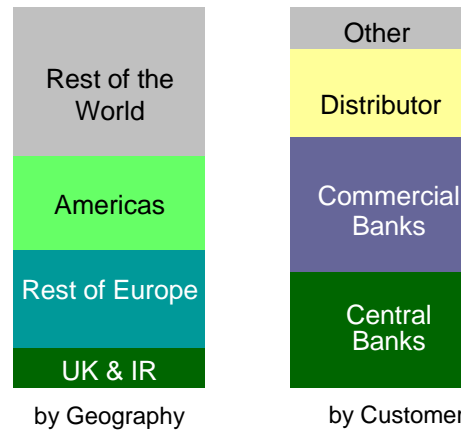 Rest of the
World
Americas
Rest of Europe
UK & IR
by Geography
Other
Distributor
Commercial
Banks
Central
Banks
by Customer